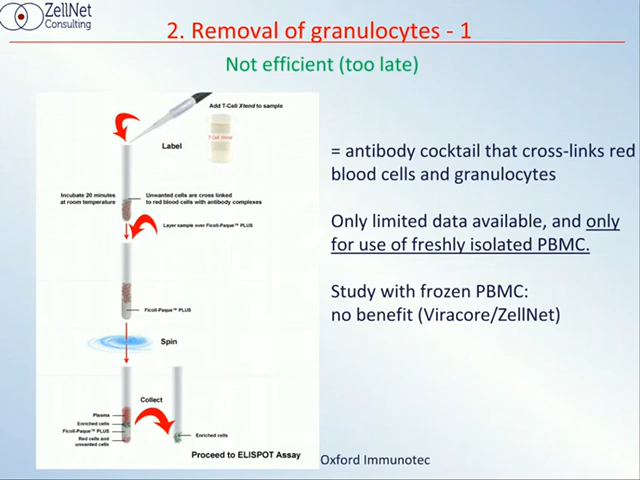 ZellNet
Consulting
2. Removal of granulocytes - 1
Not efficient (too late)
Add T-Cell Xtend to sample
T Cell Xtend
Label
Incubate 20 minutes
at room temperature
Unwanted cells are cross linked
to red blood cells with antibody complexes
Layer sample over Ficoll-Paque™ PLUS
Ficoll-Paque™ PLUS
Spin
Collect
Plasma
Enriched cells
Ficoll-Paque™ PLUS
Red cells and
unwanted cells
Enriched cells
Proceed to ELISPOT Assay
= antibody cocktail that cross-links red
blood cells and granulocytes
Only limited data available, and only
for use of freshly isolated PBMC.
Study with frozen PBMC:
no benefit (Viracore/ZellNet)
Oxford Immunotec